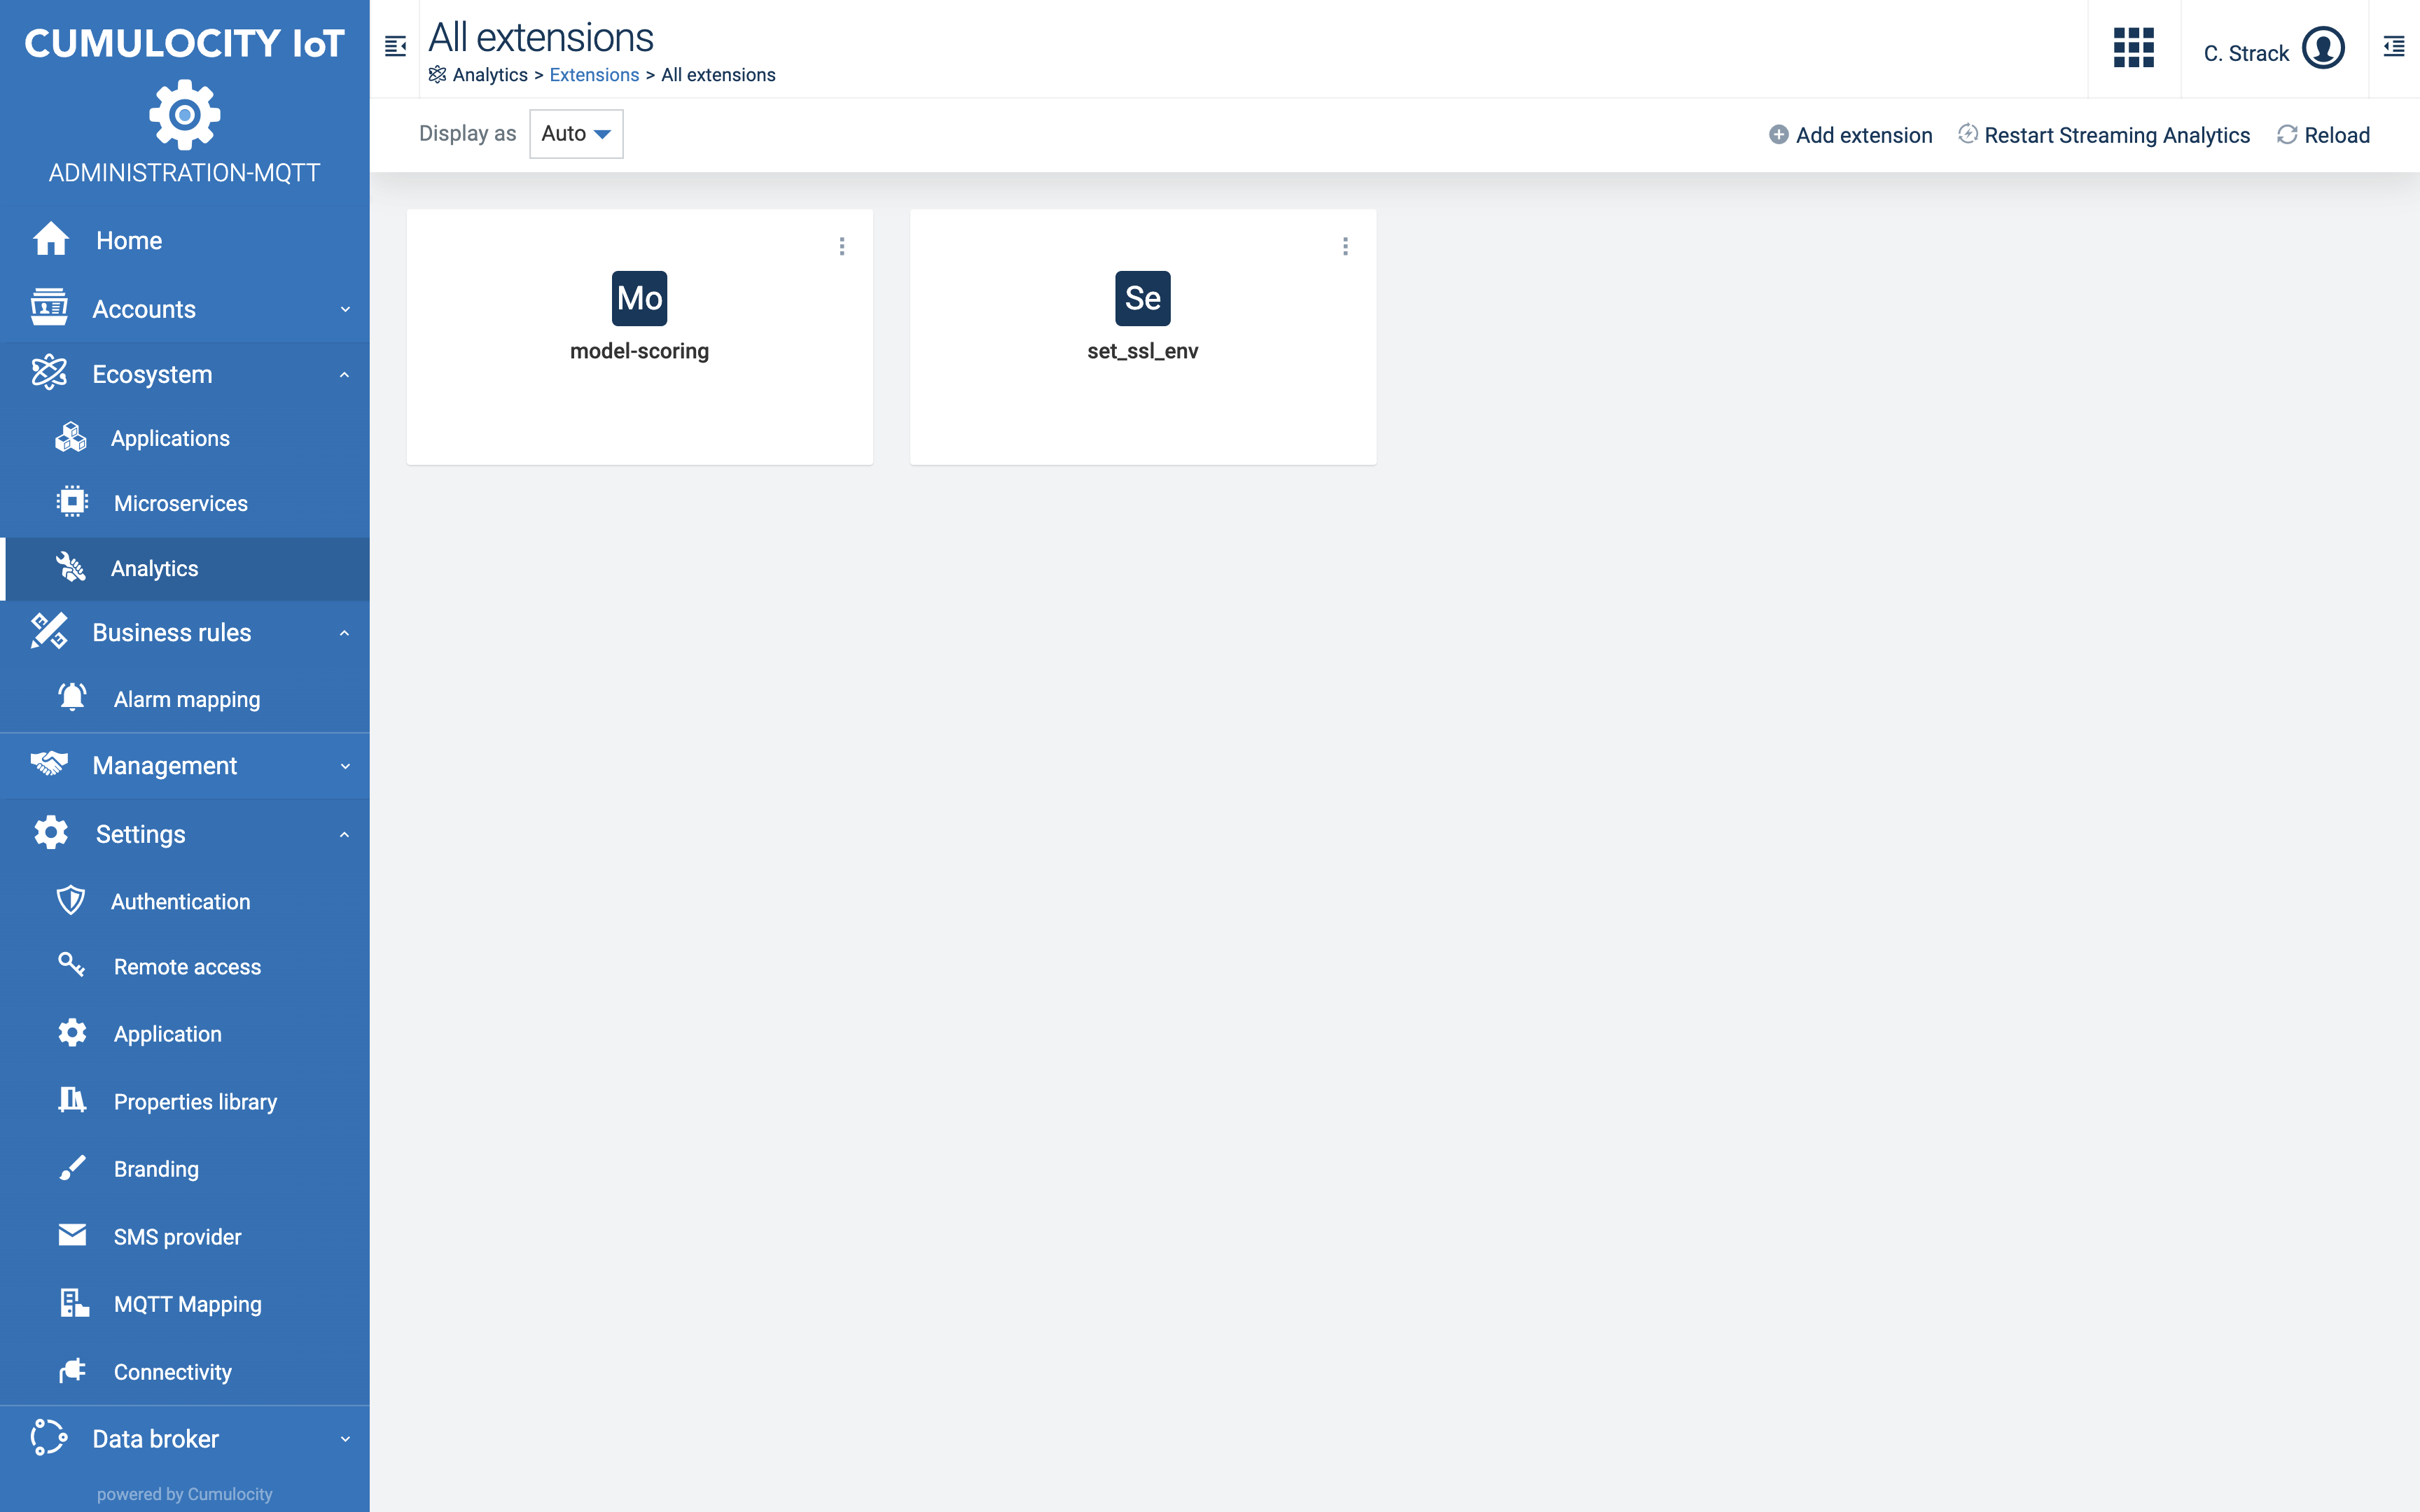 CUMULOCITY IoT
ADMINISTRATION-MQTT
Home
Accounts
Ecosystem
Applications
Microservices
Analytics
Business rules
Alarm mapping
Management
Settings
Authentication
Remote access
Application
Properties library
Branding
SMS provider
MQTT Mapping
Connectivity
Data broker
powered by Cumulocity
All extensions
Analytics > Extensions > All extensions
C. Strack
Display as Auto
Add extension Restart Streaming Analytics Reload
Mo
model-scoring
Se
set_ssl_env